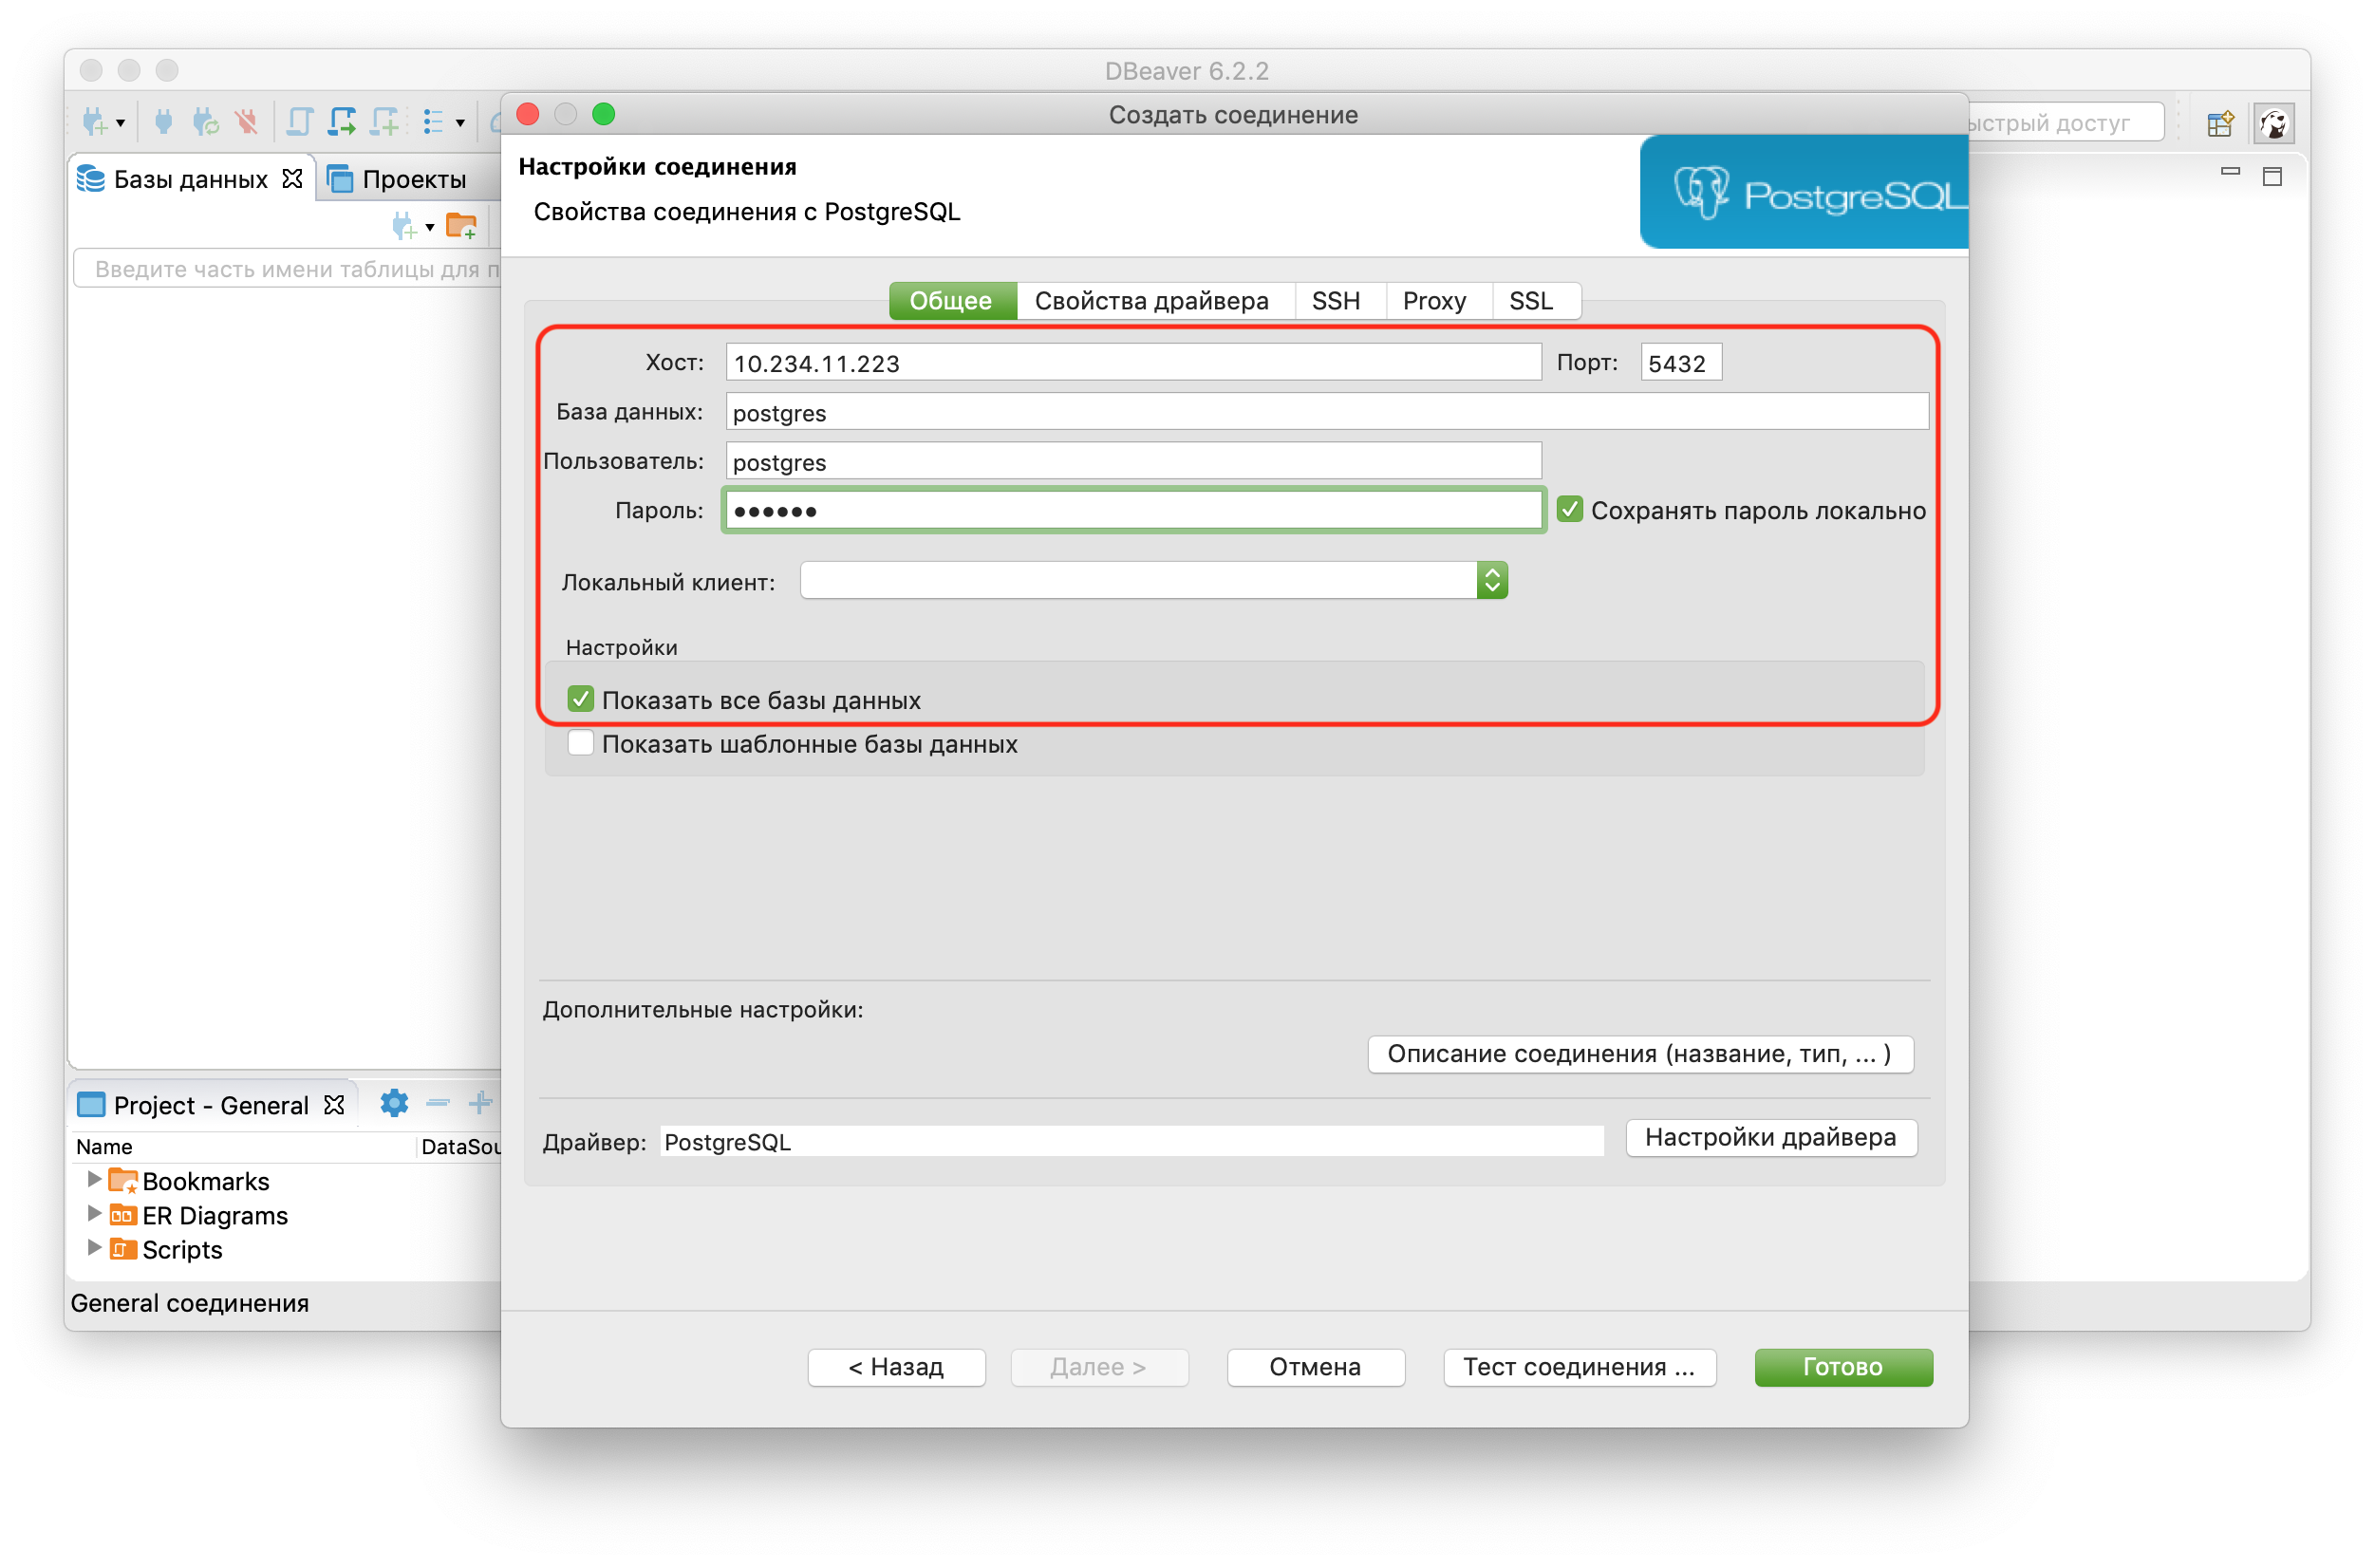 DBeaver 6.2.2
Создать соединение
Базы данных
Проекты
Введите часть имени таблицы для
Настройки соединения
Свойства соединения с PostgreSQL
PostgreSQL
Общее Свойства драйвера SSH Proxy SSL
Хост: 10.234.11.223 Порт: 5432
База данных: postgres
Пользователь: postgres
Пароль: ●●●●●● Сохранять пароль локально
Локальный клиент:
Настройки
Показать все базы данных
Показать шаблонные базы данных
Дополнительные настройки:
Описание соединения (название, тип, ... )
Драйвер: PostgreSQL Настройки драйвера
< Назад Далее > Отмена Тест соединения ... Готово
ыстрый доступ
Project - General
Name DataSou
Bookmarks
ER Diagrams
Scripts
General соединения